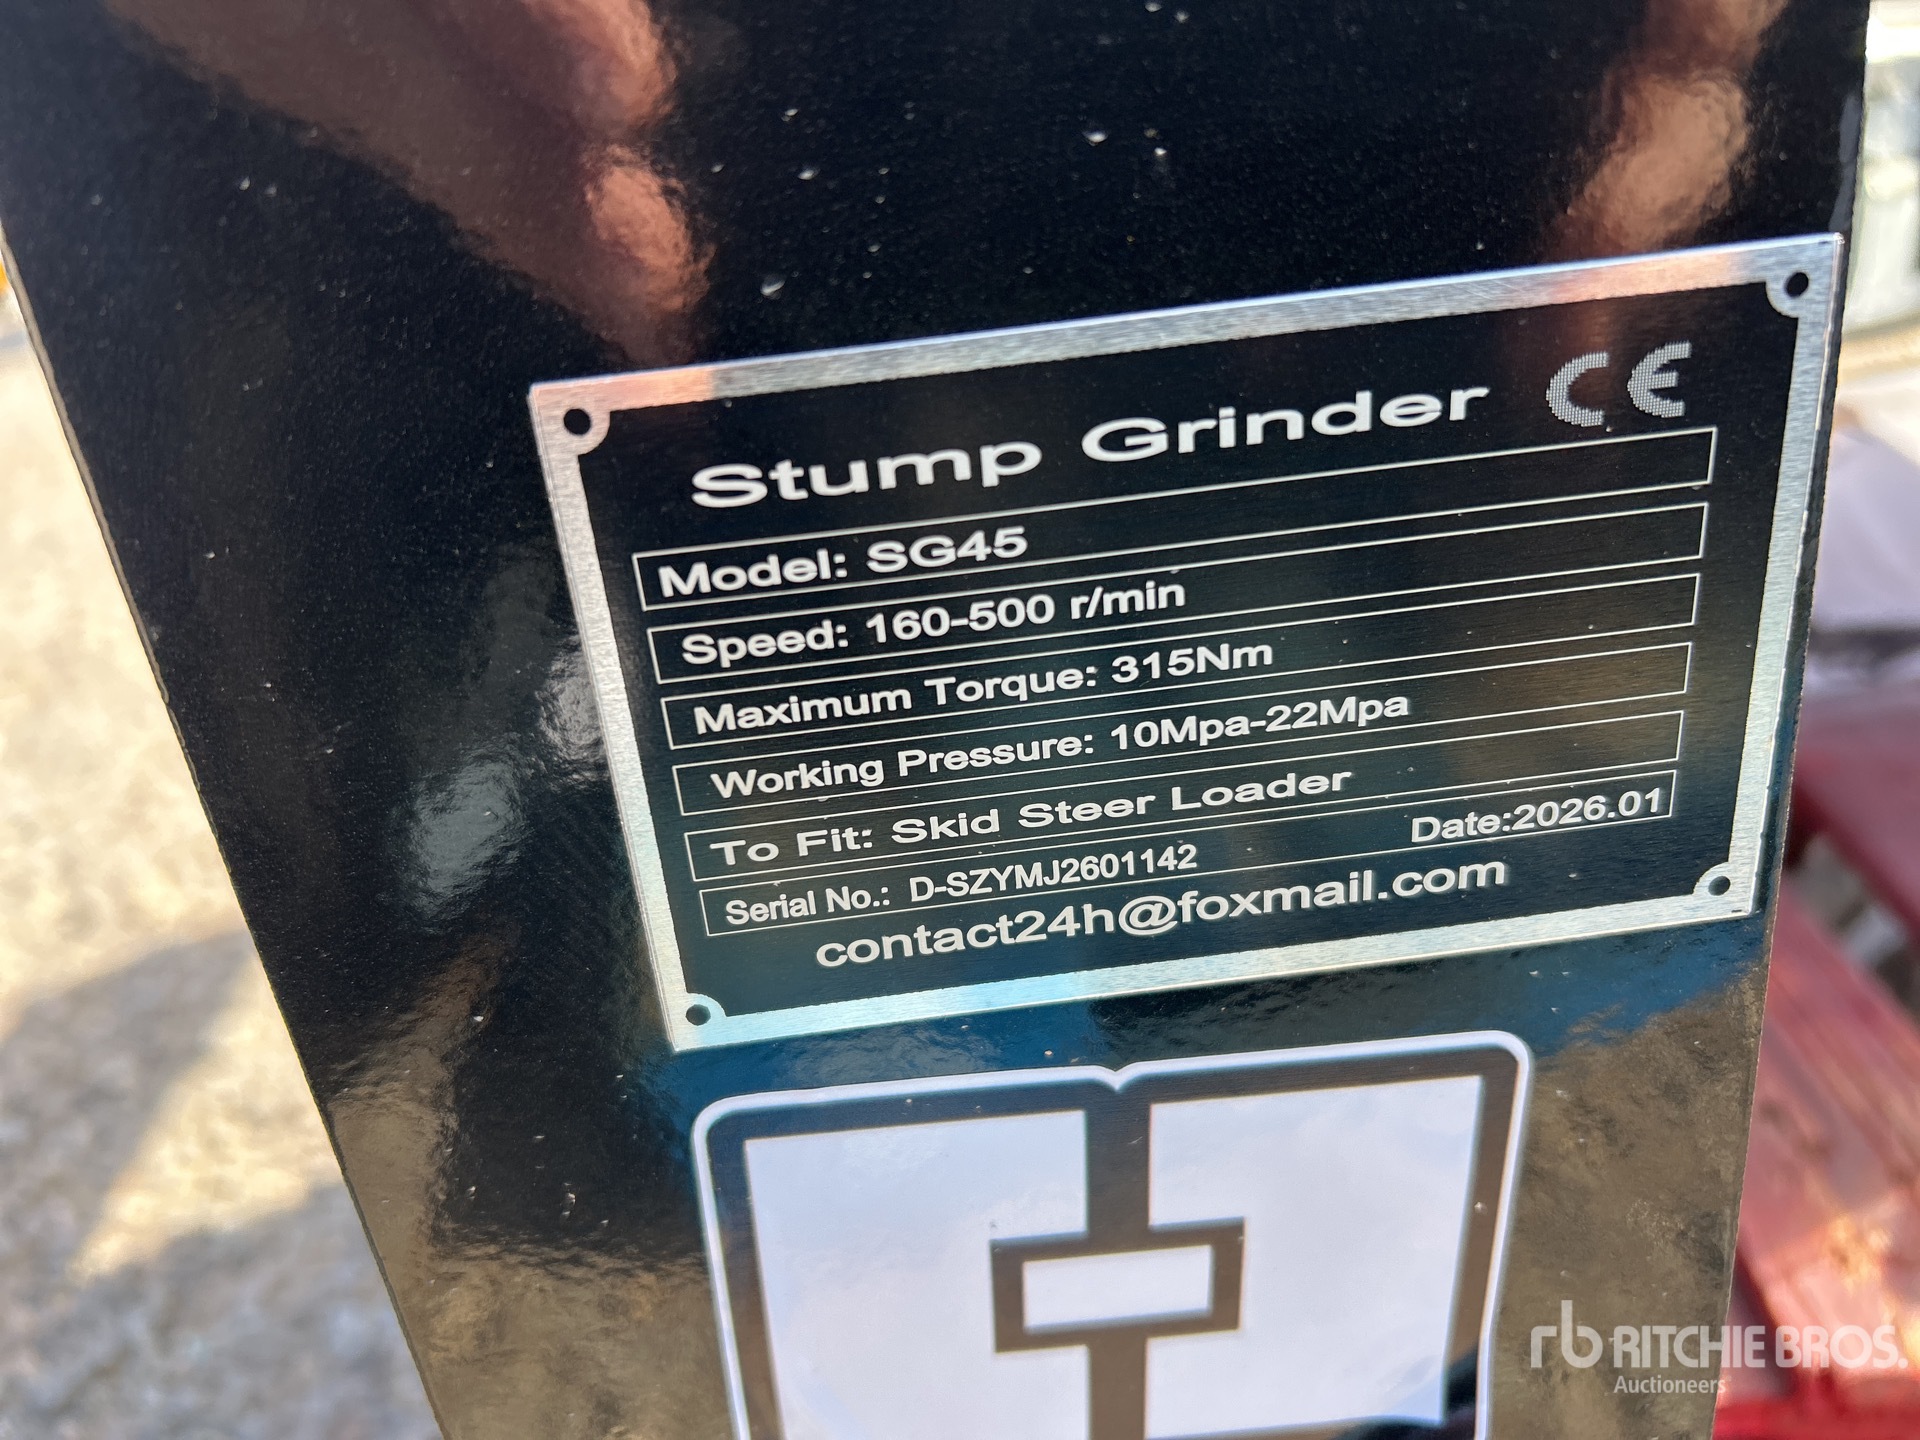 Stump Grinder CE
Model: SG45
Speed: 160-500 r/min
Maximum Torque: 315Nm
Working Pressure: 10Mpa-22Mpa
To Fit: Skid Steer Loader
Serial No.: D-SZYMJ2601142 Date:2026.01
contact24h@foxmail.com
rb RITCHIE BROS.
Auctioneers